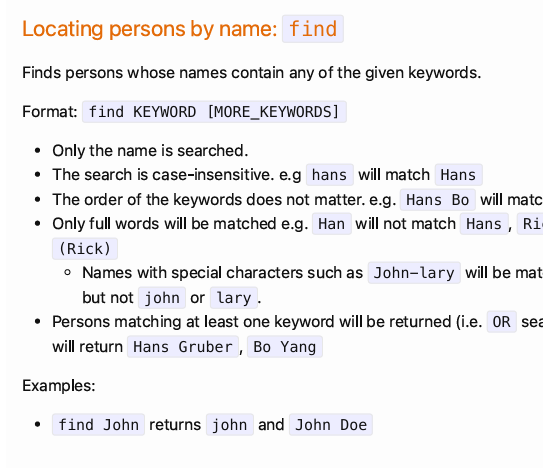 Locating persons by name: find
Finds persons whose names contain any of the given keywords.
Format: find KEYWORD [MORE_KEYWORDS]
Only the name is searched.
The search is case-insensitive. e.g hans will match Hans
The order of the keywords does not matter. e.g. Hans Bo will
Only full words will be matched e.g. Han will not match Hans ,
(Rick)
Names with special characters such as John-lary will be
but not john or lary .
Persons matching at least one keyword will be returned (i.e. OR
will return Hans Gruber , Bo Yang
Examples:
find John returns john and John Doe